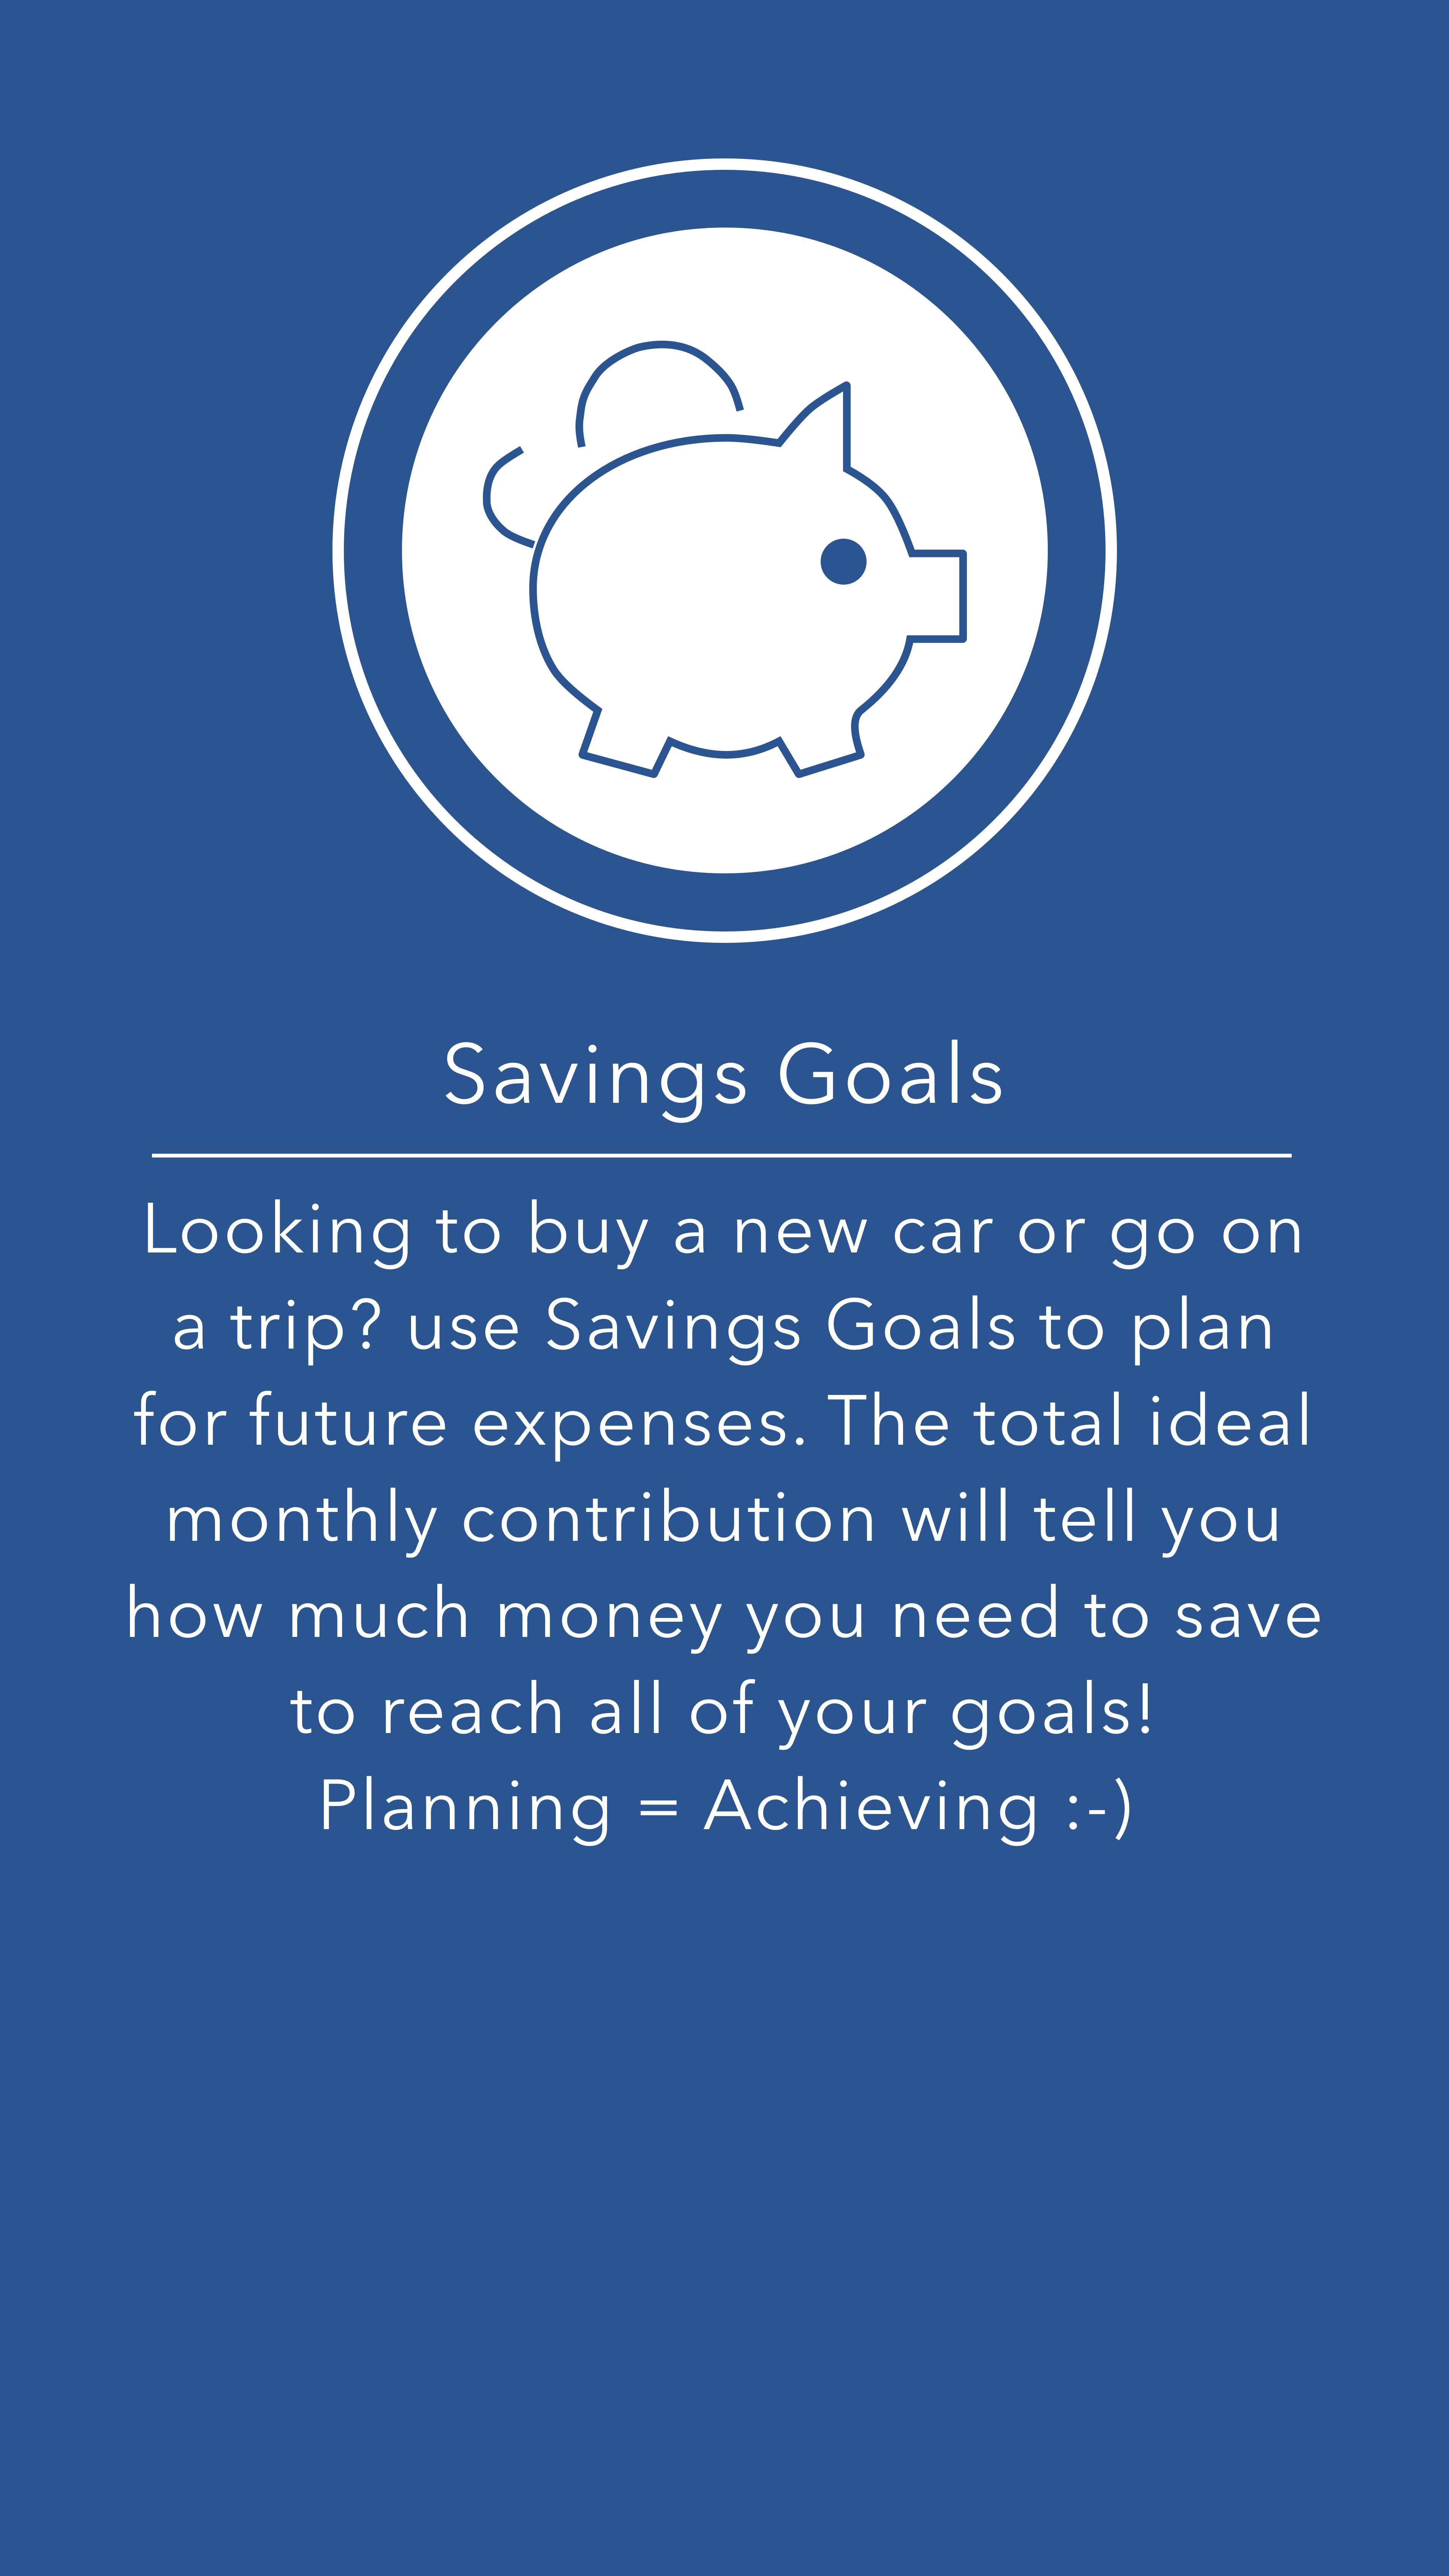 Savings Goals
Looking to buy a new car or go on
a trip? use Savings Goals to plan
for future expenses. The total ideal
monthly contribution will tell you
how much money you need to save
to reach all of your goals!
Planning = Achieving :-)